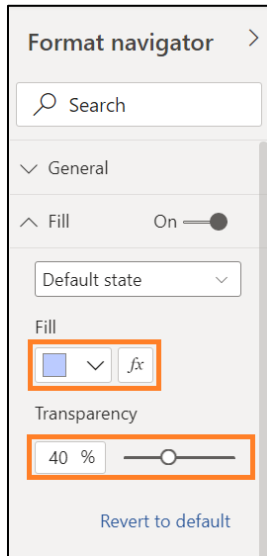 Format navigator
Search
General
Fill On
Default state
Fill
fx
Transparency
40 %
Revert to default